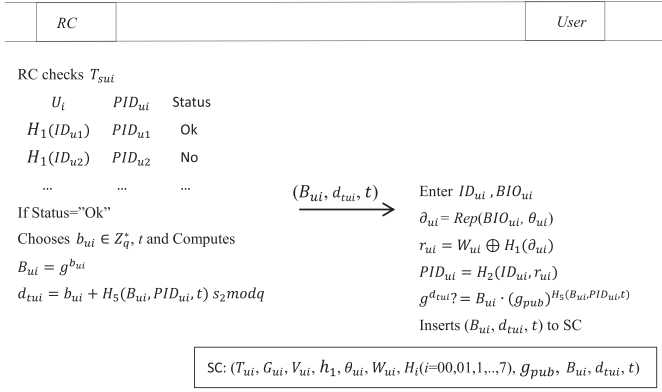 RC User
RC checks T_sui
U_i PID_ui Status
H_1(ID_u1) PID_u1 Ok
H_1(ID_u2) PID_u2 No
... ... ...
If Status=”Ok”
Chooses b_ui ∈ Z_q^*, t and Computes
B_ui = g^{b_ui}
d_tui = b_ui + H_5(B_ui, PID_ui, t) s_2 modq
(B_ui, d_tui, t)
Enter ID_ui , BIO_ui
∂_ui = Rep(BIO_ui, θ_ui)
r_ui = W_ui ⊕ H_1(∂_ui)
PID_ui = H_2(ID_ui, r_ui)
g^{d_tui}? = B_ui · (g_pub)^{H_5(B_ui,PID_ui,t)}
Inserts (B_ui, d_tui, t) to SC
SC: (T_ui, G_ui, V_ui, h_1, θ_ui, W_ui, H_i(i=00,01,1,..,7), g_pub, B_ui, d_tui, t)